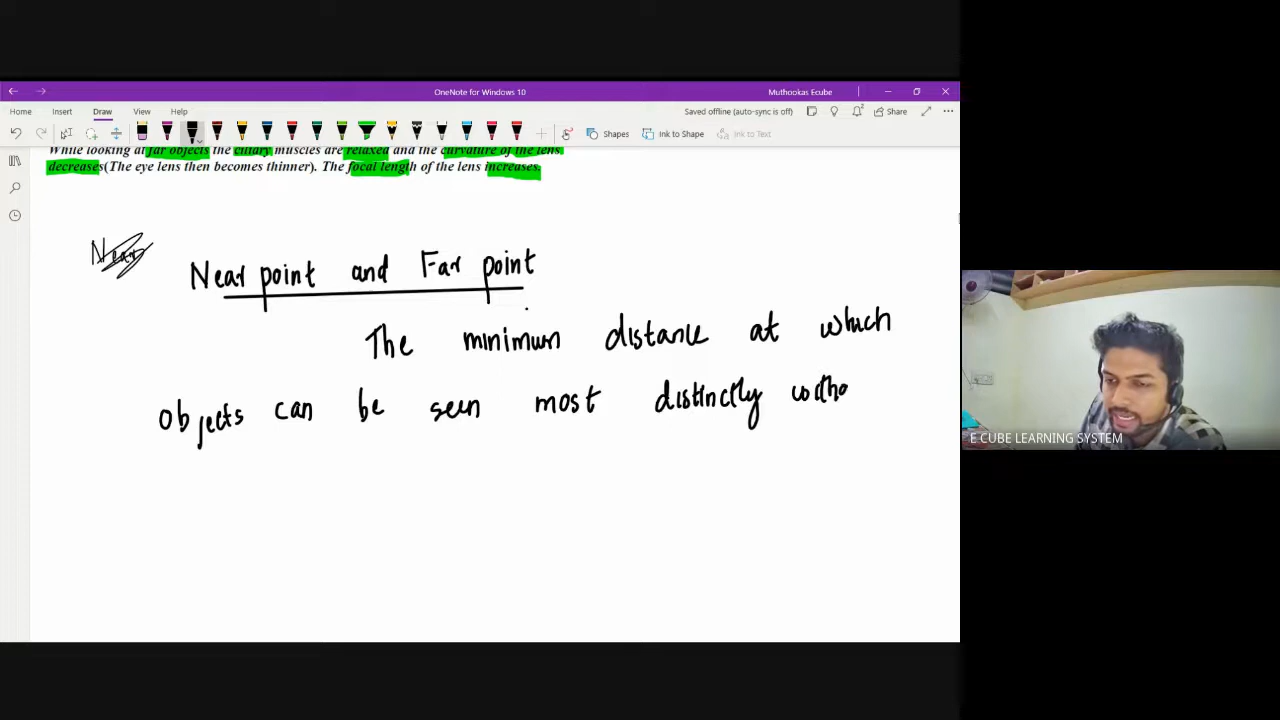 OneNote for Windows 10
Muthookas Ecube
Home Insert Draw View Help
Saved offline (auto-sync is off)
Share
Shapes
Ink to Shape
Ink to Text
While looking at far objects the ciliary muscles are relaxed and the curvature of the lens
decreases(The eye lens then becomes thinner). The focal length of the lens increases.
Near
Near point and Far point
The minimum distance at which
objects can be seen most distinctly witho
E CUBE LEARNING SYSTEM